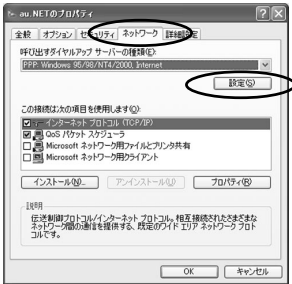 au.NETのプロパティ
全般 オプション セキュリティ ネットワーク 詳細設定
呼び出すダイヤルアップ サーバーの種類(E):
PPP: Windows 95/98/NT4/2000, Internet
設定(S)
この接続は次の項目を使用します(O):
インターネット プロトコル (TCP/IP)
QoS パケット スケジューラ
Microsoft ネットワーク用ファイルとプリンタ共有
Microsoft ネットワーク用クライアント
インストール(N)... アンインストール(U) プロパティ(R)
説明
伝送制御プロトコル/インターネット プロトコル。相互接続されたさまざまな
ネットワーク間の通信を提供する、既定のワイド エリア ネットワーク プロト
コルです。
OK キャンセル